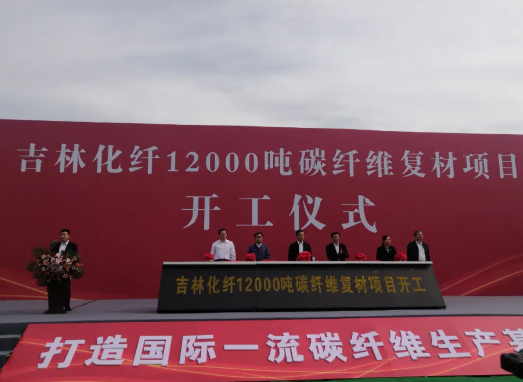 吉林化纤12000吨碳纤维复材项目
开工仪式
吉林化纤12000吨碳纤维复材项目开工
打造国际一流碳纤维生产基